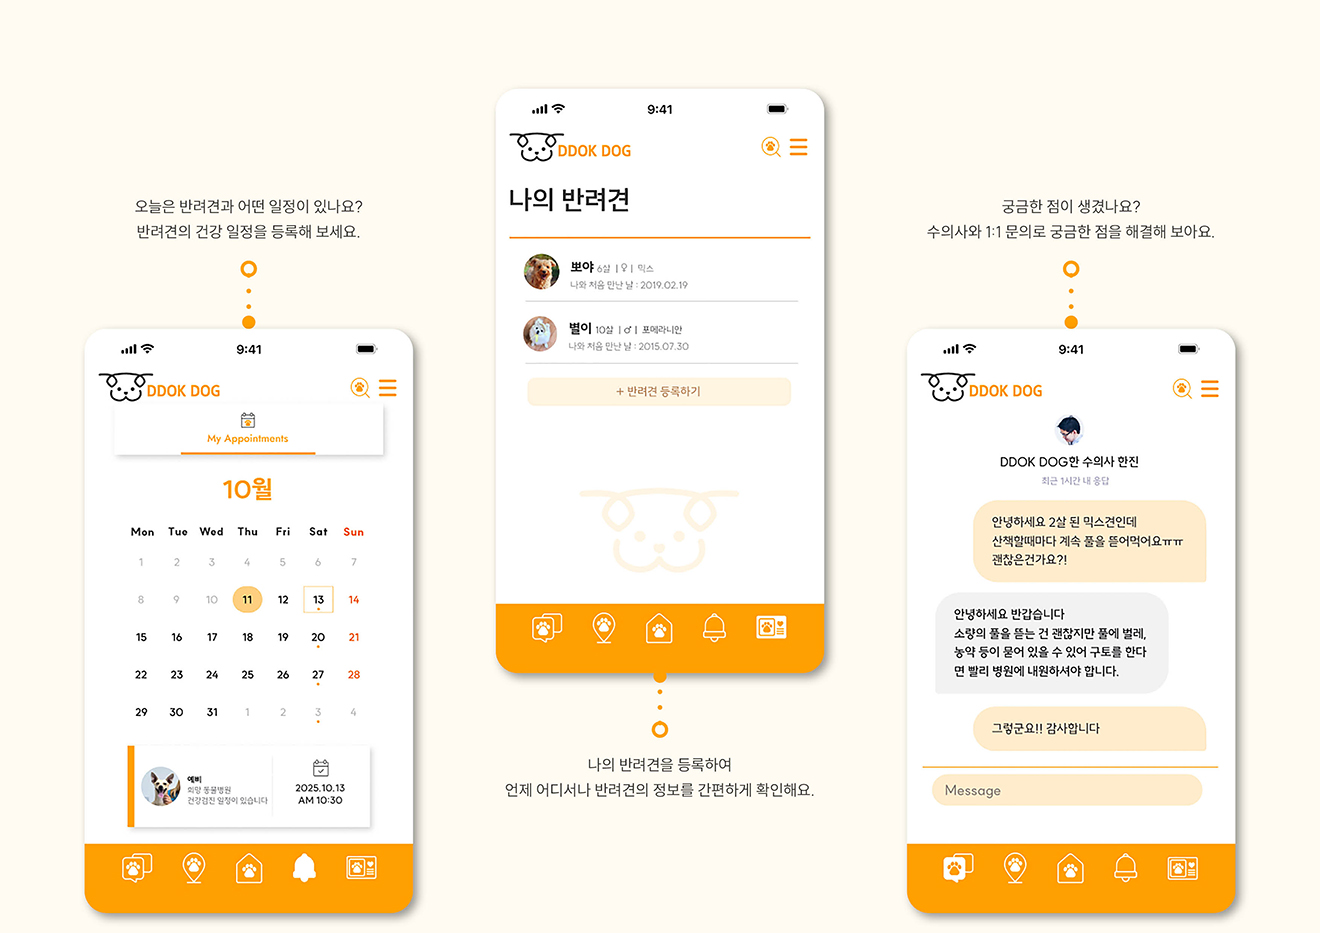 오늘은 반려견과 어떤 일정이 있나요?
반려견의 건강 일정을 등록해 보세요.
9:41
DDOK DOG
My Appointments
10월
Mon Tue Wed Thu Fri Sat Sun
1 2 3 4 5 6 7
8 9 10 11 12 13 14
15 16 17 18 19 20 21
22 23 24 25 26 27 28
29 30 31 1 2 3 4
예삐
희망 동물병원
건강검진 일정이 있습니다
2025.10.13
AM 10:30
9:41
DDOK DOG
나의 반려견
뽀야 6살 | ♀ | 믹스
나와 처음 만난 날 : 2019.02.19
별이 10살 | ♂ | 포메라니안
나와 처음 만난 날 : 2015.07.30
+ 반려견 등록하기
나의 반려견을 등록하여
언제 어디서나 반려견의 정보를 간편하게 확인해요.
궁금한 점이 생겼나요?
수의사와 1:1 문의로 궁금한 점을 해결해 보아요.
9:41
DDOK DOG
DDOK DOG한 수의사 한진
최근 1시간 내 응답
안녕하세요 2살 된 믹스견인데
산책할때마다 계속 풀을 뜯어먹어요ㅠㅠ
괜찮은건가요?!
안녕하세요 반갑습니다
소량의 풀을 뜯는 건 괜찮지만 풀에 벌레,
농약 등이 묻어 있을 수 있어 구토를 한다
면 빨리 병원에 내원하셔야 합니다.
그렇군요!! 감사합니다
Message